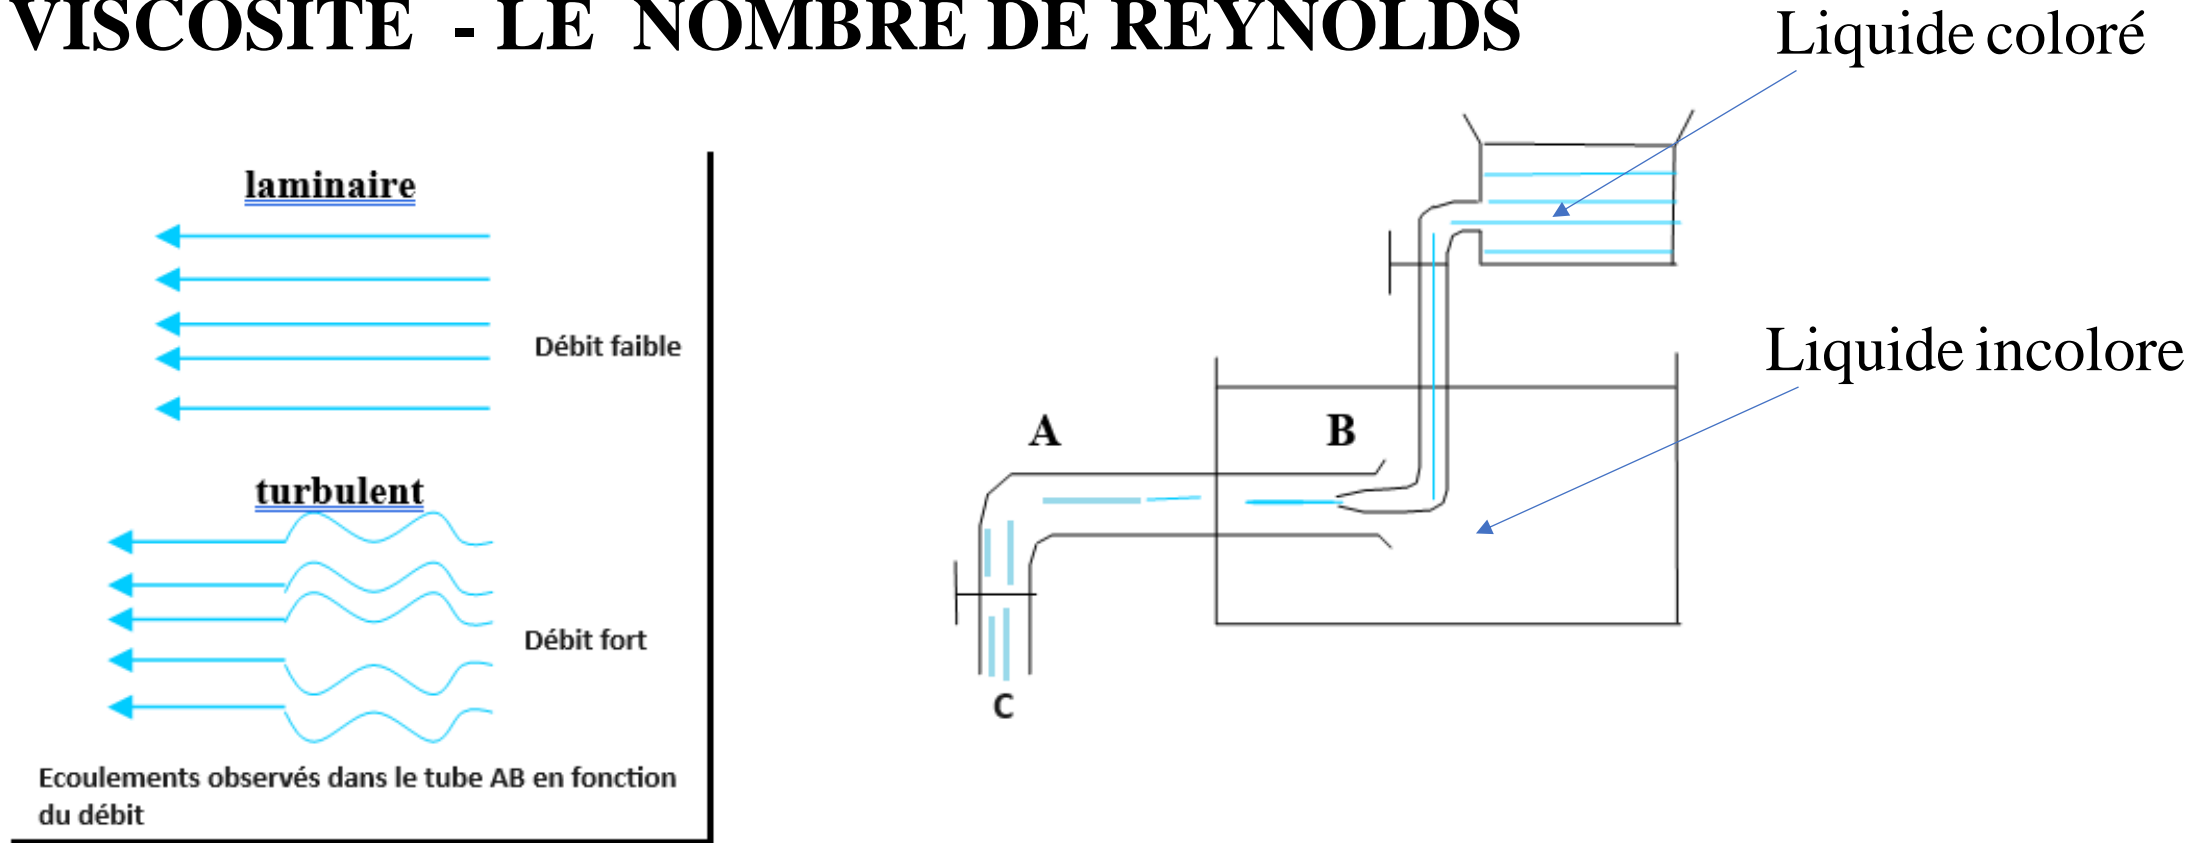 VISCOSITE - LE NOMBRE DE REYNOLDS
Liquide coloré
laminaire
Débit faible
Liquide incolore
A
B
turbulent
Débit fort
C
Ecoulements observés dans le tube AB en fonction
du débit